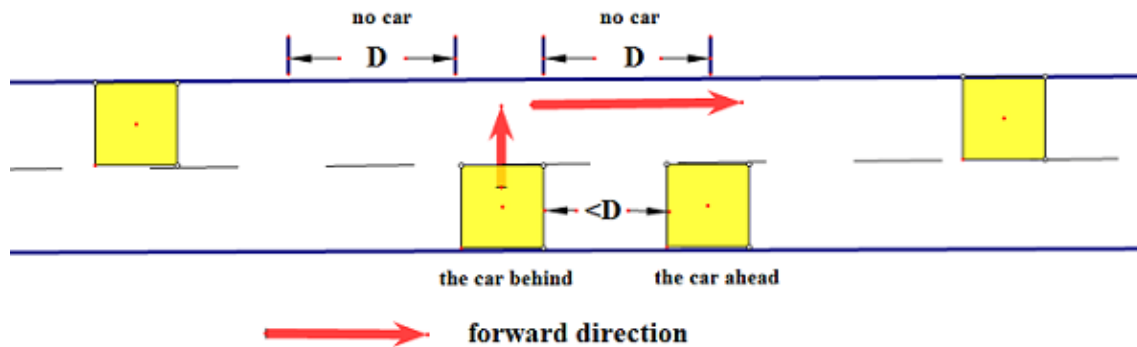 no car no car
D D
<D
the car behind the car ahead
forward direction